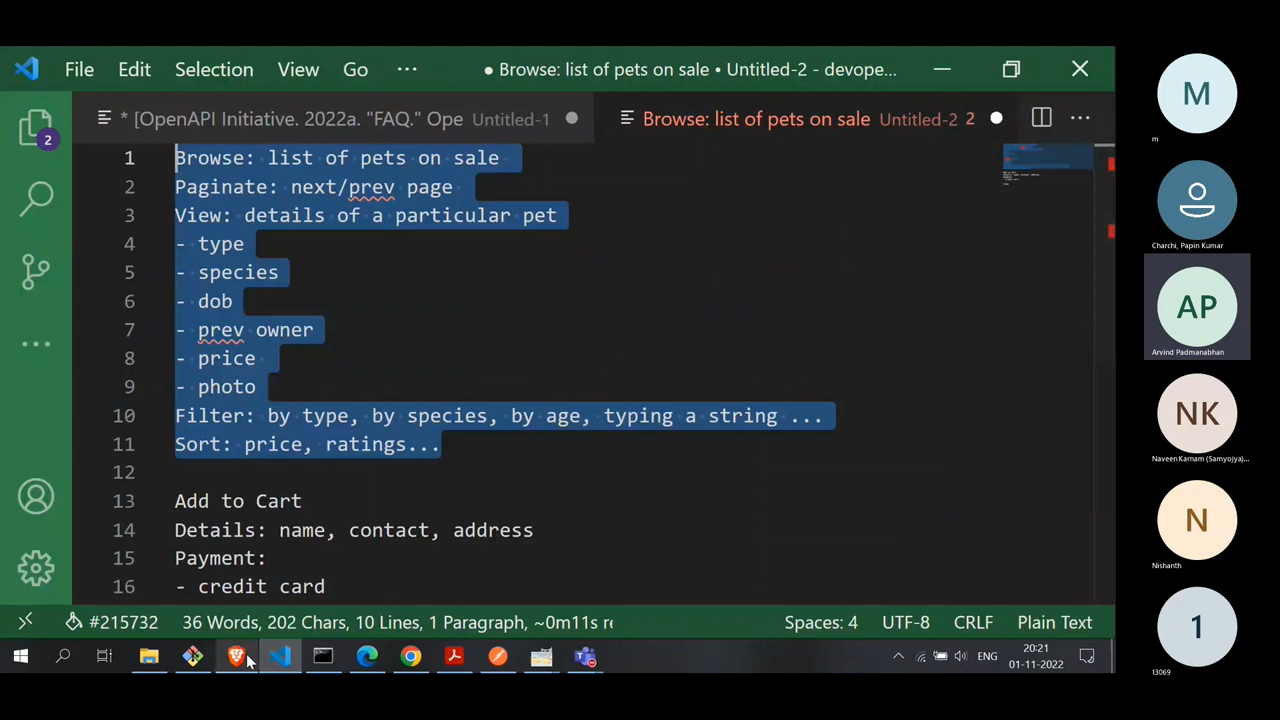 File Edit Selection View Go ··· ● Browse: list of pets on sale • Untitled-2 - devope...
* [OpenAPI Initiative. 2022a. "FAQ." Ope Untitled-1
Browse: list of pets on sale Untitled-2 2
2
1 Browse: list of pets on sale
2 Paginate: next/prev page
3 View: details of a particular pet
4 - type
5 - species
6 - dob
7 - prev owner
8 - price
9 - photo
10 Filter: by type, by species, by age, typing a string ...
11 Sort: price, ratings...
12
13 Add to Cart
14 Details: name, contact, address
15 Payment:
16 - credit card
#215732 36 Words, 202 Chars, 10 Lines, 1 Paragraph, ~0m11s re Spaces: 4 UTF-8 CRLF Plain Text
ENG
20:21
01-11-2022
M
m
Charchi, Papin Kumar
AP
Arvind Padmanabhan
NK
Naveen Karnam (Samyojya)...
N
Nishanth
1
13069